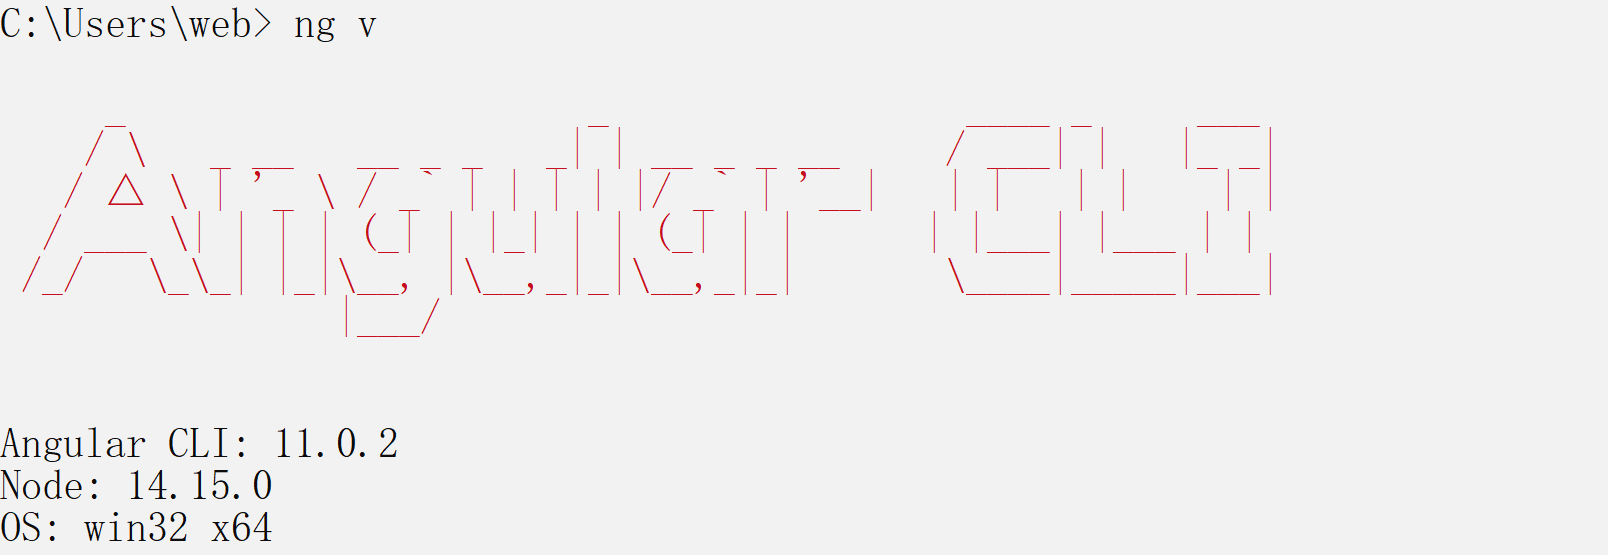 C:\Users\web> ng v
Angular CLI
Angular CLI: 11.0.2
Node: 14.15.0
OS: win32 x64